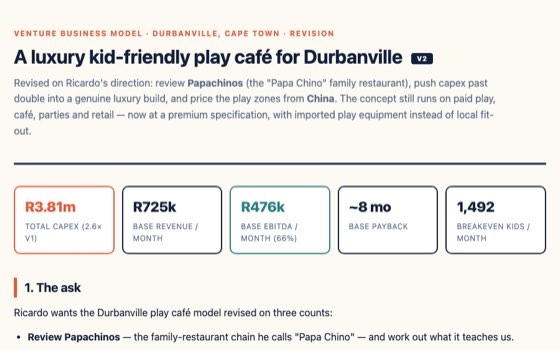 VENTURE BUSINESS MODEL · DURBANVILLE, CAPE TOWN · REVISION
A luxury kid-friendly play café for Durbanville V2
Revised on Ricardo's direction: review Papachinos (the "Papa Chino" family restaurant), push capex past
double into a genuine luxury build, and price the play zones from China. The concept still runs on paid play,
café, parties and retail — now at a premium specification, with imported play equipment instead of local fit-
out.
R3.81m
TOTAL CAPEX (2.6×
V1)
R725k
BASE REVENUE /
MONTH
R476k
BASE EBITDA /
MONTH (66%)
~8 mo
BASE PAYBACK
1,492
BREAKEVEN KIDS /
MONTH
1. The ask
Ricardo wants the Durbanville play café model revised on three counts:
• Review Papachinos — the family-restaurant chain he calls "Papa Chino" — and work out what it teaches us.